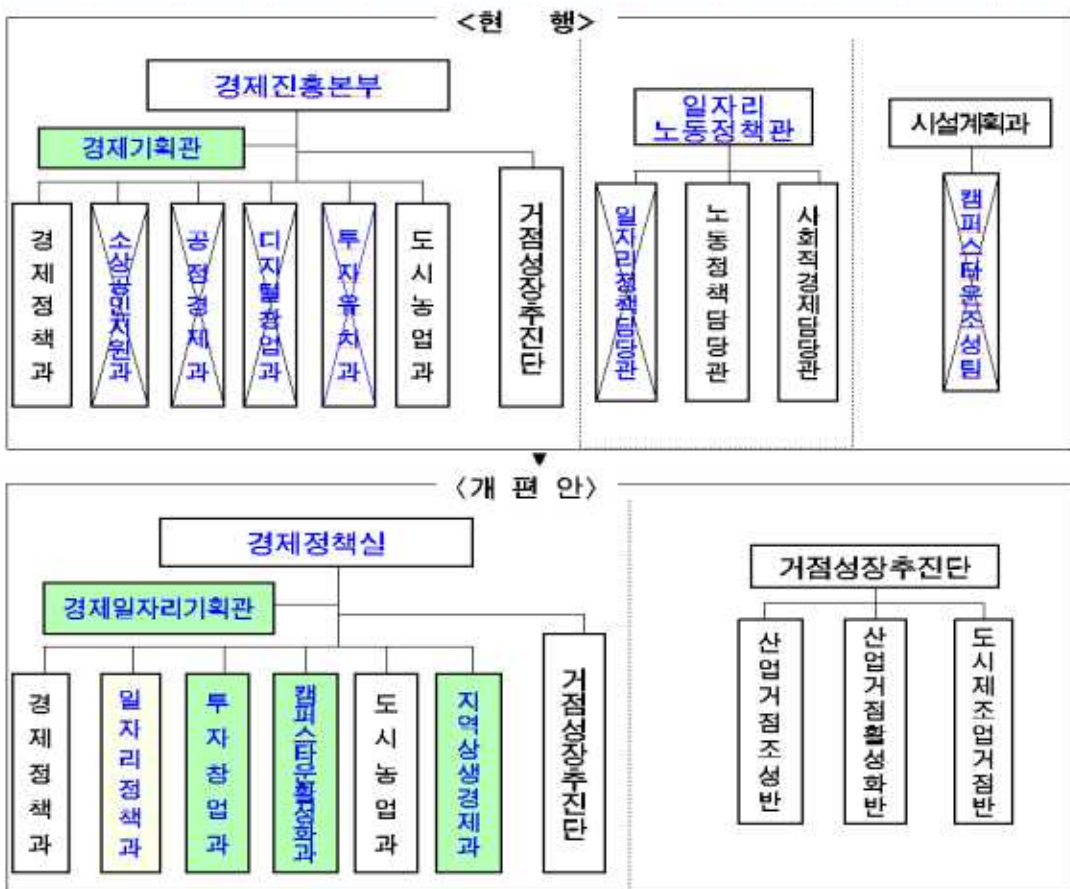 <현 행>
경제진흥본부
경제기획관
경제정책과
소상공인지원과
공정경제과
디지털창업과
투자유치과
도시농업과
거점성장추진단
일자리
노동정책관
일자리정책담당관
노동정책담당관
사회적경제담당관
시설계획과
캠퍼스타운조성팀
▼
<개 편 안>
경제정책실
경제일자리기획관
경제정책과
일자리정책과
투자창업과
캠퍼스타운활성화과
도시농업과
지역상생경제과
거점성장추진단
거점성장추진단
산업거점조성반
산업거점활성화반
도시제조업거점반